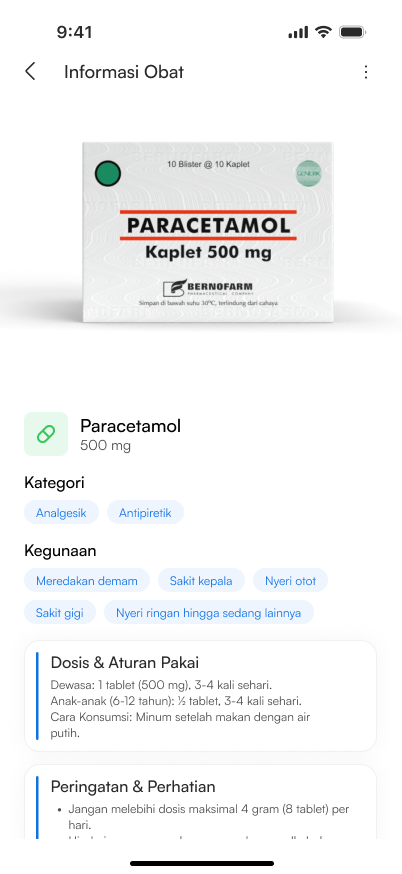 9:41
Informasi Obat
10 Blister @ 10 Kaplet
GENERIK
PARACETAMOL
Kaplet 500 mg
BERNOFARM
PHARMACEUTICAL COMPANY
Simpan di bawah suhu 30°C, terlindung dari cahaya
Paracetamol
500 mg
Kategori
Analgesik
Antipiretik
Kegunaan
Meredakan demam
Sakit kepala
Nyeri otot
Sakit gigi
Nyeri ringan hingga sedang lainnya
Dosis & Aturan Pakai
Dewasa: 1 tablet (500 mg), 3-4 kali sehari.
Anak-anak (6-12 tahun): ½ tablet, 3-4 kali sehari.
Cara Konsumsi: Minum setelah makan dengan air
putih.
Peringatan & Perhatian
• Jangan melebihi dosis maksimal 4 gram (8 tablet) per
hari.